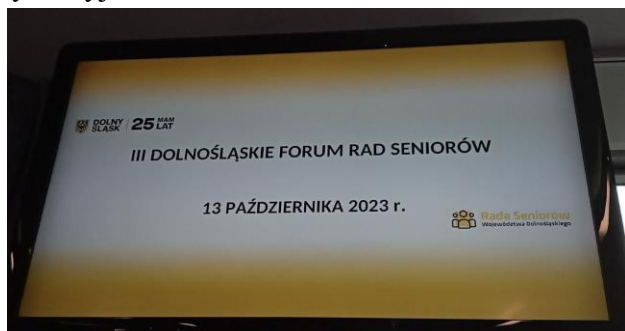 DOLNY
ŚLĄSK
25 MAM
LAT
III DOLNOŚLĄSKIE FORUM RAD SENIORÓW
13 PAŹDZIERNIKA 2023 r.
Rada Seniorów
Województwa Dolnośląskiego